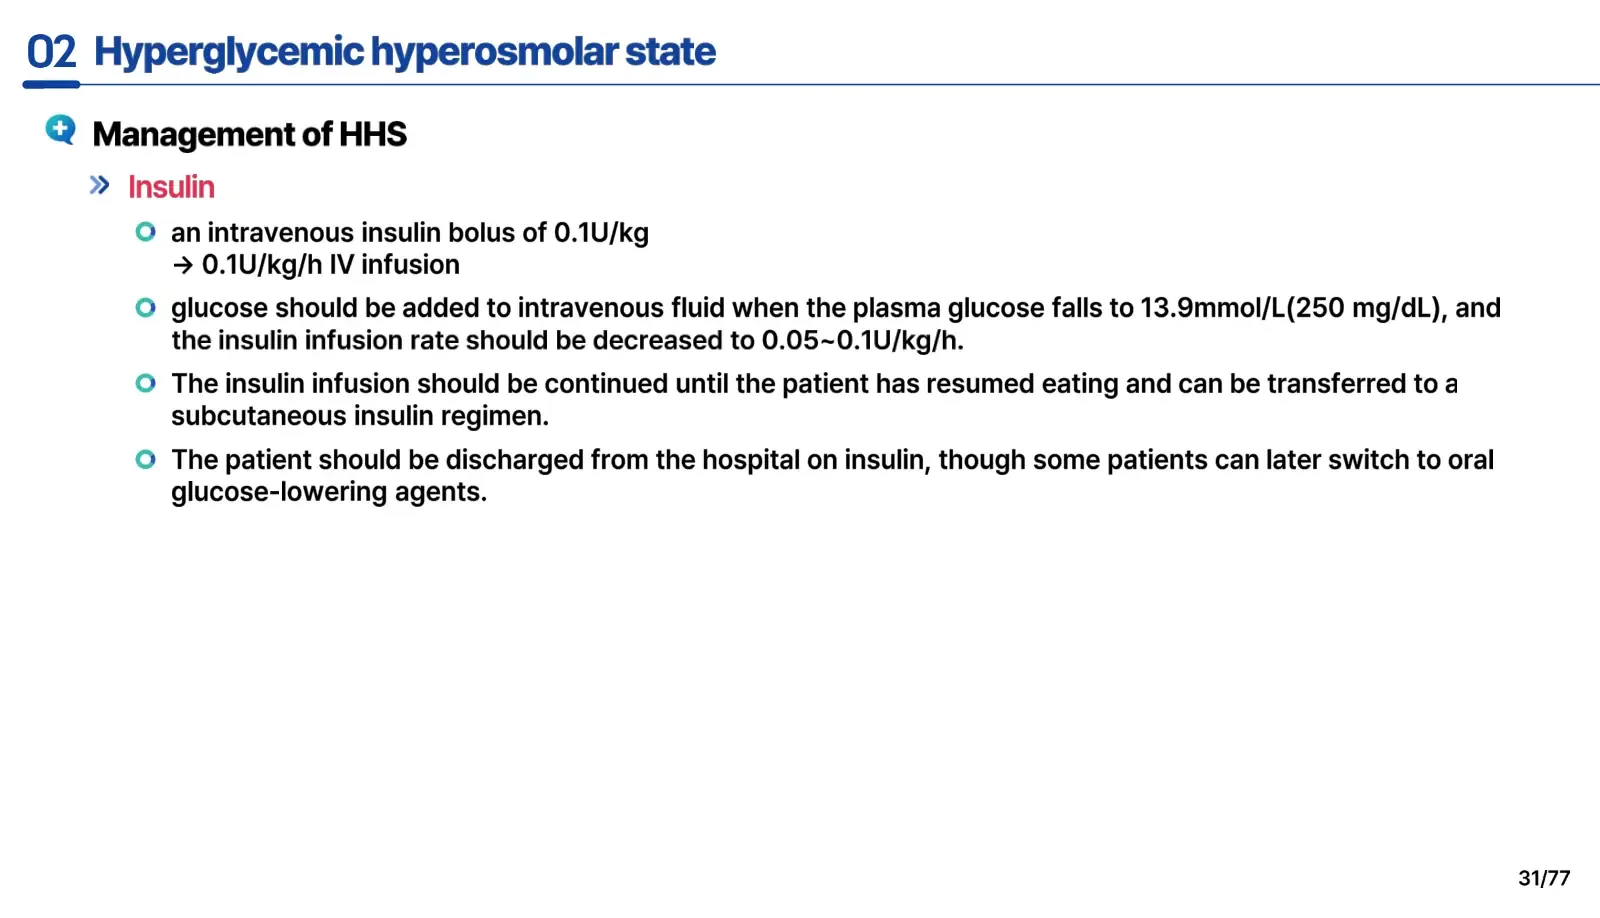 02 Hyperglycemic hyperosmolar state
Management of HHS
Insulin
an intravenous insulin bolus of 0.1U/kg
→ 0.1U/kg/h IV infusion
glucose should be added to intravenous fluid when the plasma glucose falls to 13.9mmol/L(250 mg/dL), and
the insulin infusion rate should be decreased to 0.05~0.1U/kg/h.
The insulin infusion should be continued until the patient has resumed eating and can be transferred to a
subcutaneous insulin regimen.
The patient should be discharged from the hospital on insulin, though some patients can later switch to oral
glucose-lowering agents.
31/77